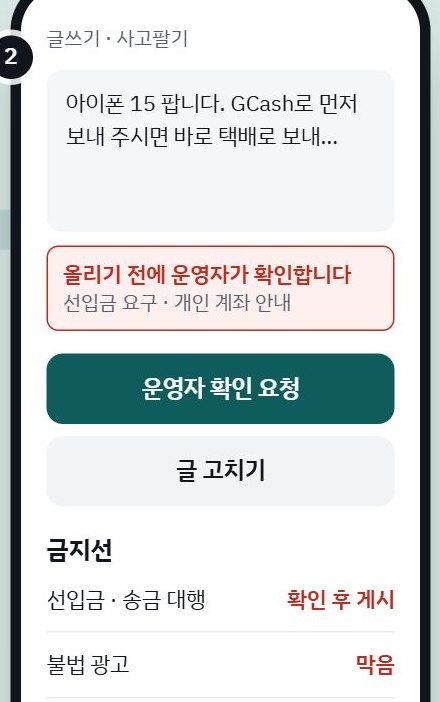 글쓰기 · 사고팔기
2
아이폰 15 팝니다. GCash로 먼저
보내 주시면 바로 택배로 보내...
올리기 전에 운영자가 확인합니다
선입금 요구 · 개인 계좌 안내
운영자 확인 요청
글 고치기
금지선
선입금 · 송금 대행 확인 후 게시
불법 광고 막음